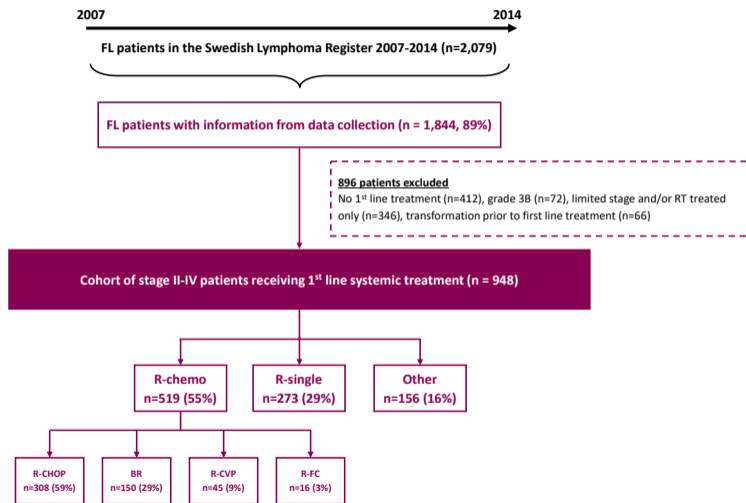 2007 2014
FL patients in the Swedish Lymphoma Register 2007-2014 (n=2,079)
FL patients with information from data collection (n = 1,844, 89%)
896 patients excluded
No 1st line treatment (n=412), grade 3B (n=72), limited stage and/or RT treated
only (n=346), transformation prior to first line treatment (n=66)
Cohort of stage II-IV patients receiving 1st line systemic treatment (n = 948)
R-chemo
n=519 (55%)
R-single
n=273 (29%)
Other
n=156 (16%)
R-CHOP
n=308 (59%)
BR
n=150 (29%)
R-CVP
n=45 (9%)
R-FC
n=16 (3%)